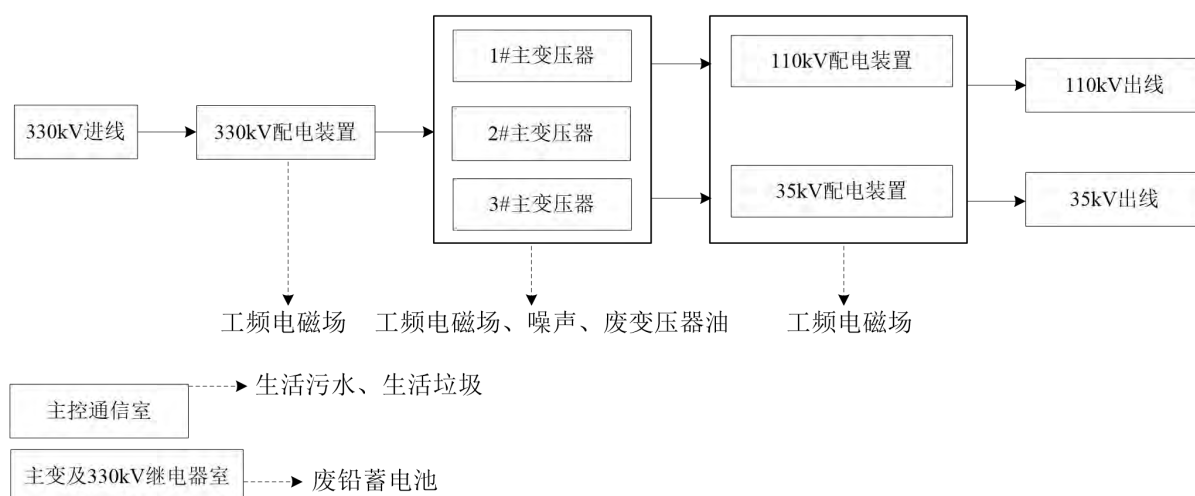 1#主变压器
110kV配电装置
110kV出线
330kV进线
330kV配电装置
2#主变压器
3#主变压器
35kV配电装置
35kV出线
工频电磁场
工频电磁场、噪声、废变压器油
工频电磁场
生活污水、生活垃圾
主控通信室
主变及330kV继电器室
废铅蓄电池